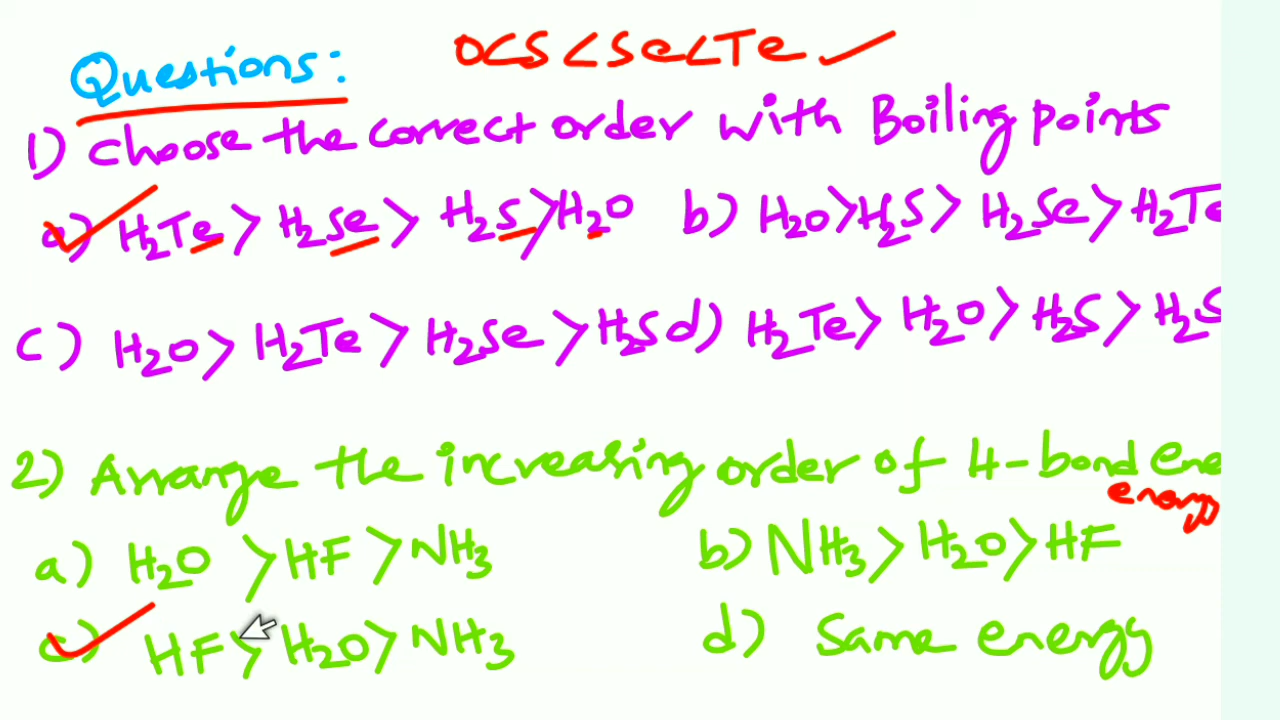 Questions: O<S<Se<Te ✓
1) Choose the correct order with Boiling points
a) H₂Te > H₂Se > H₂S > H₂O b) H₂O > H₂S > H₂Se > H₂Te
c) H₂O > H₂Te > H₂Se > H₂S d) H₂Te > H₂O > H₂S > H₂S
2) Arrange the increasing order of H-bond ene
energy
a) H₂O > HF > NH₃ b) NH₃ > H₂O > HF
c) HF > H₂O > NH₃ d) Same energy